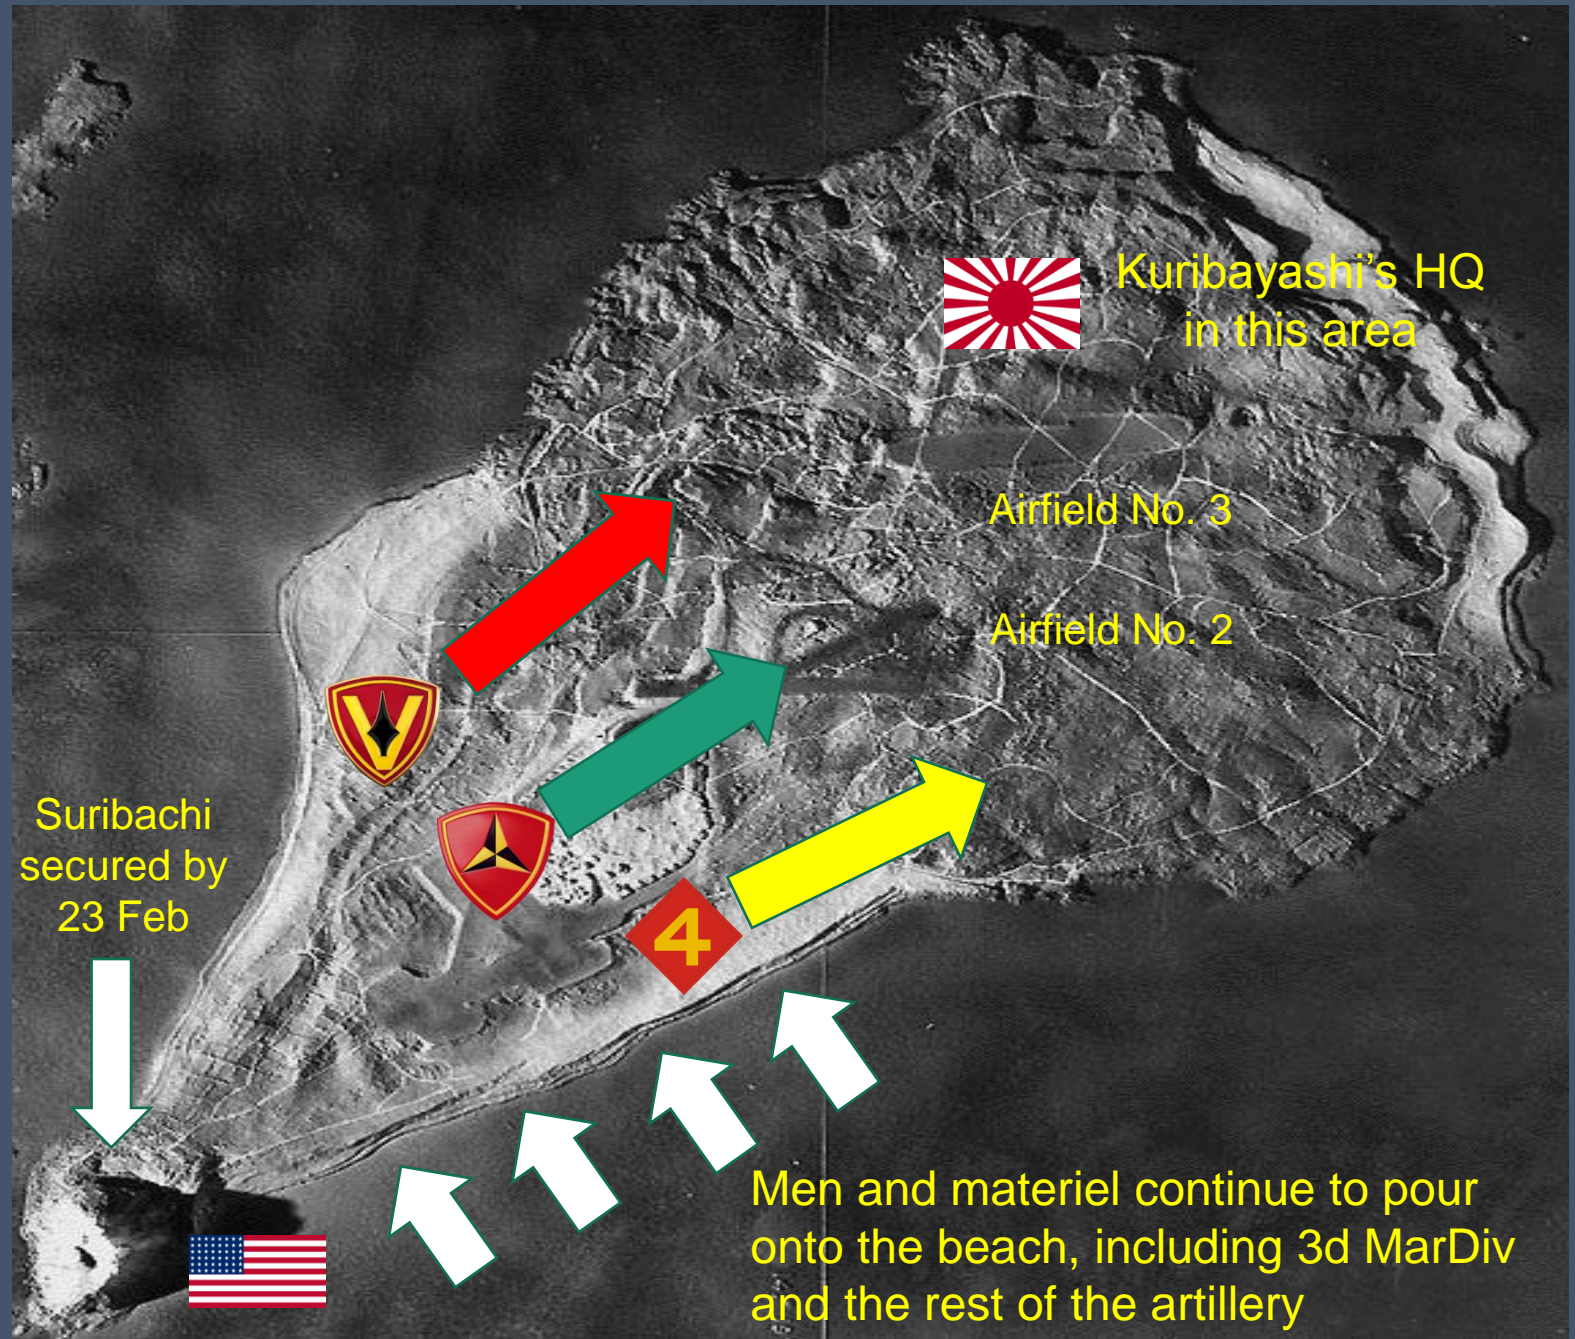 Kuribayashi's HQ
in this area
Airfield No. 3
Airfield No. 2
V
Suribachi
secured by
23 Feb
4
Men and materiel continue to pour
onto the beach, including 3d MarDiv
and the rest of the artillery